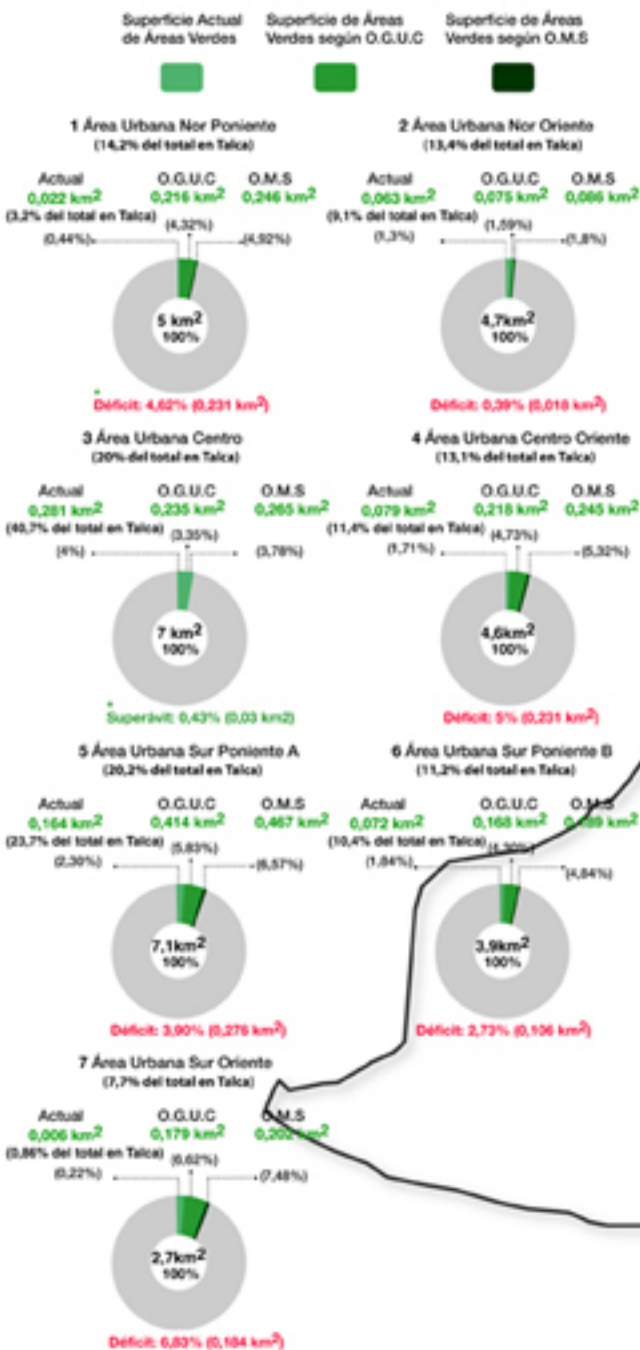 Superficie Actual de Áreas Verdes
Superficie de Áreas Verdes según O.G.U.C
Superficie de Áreas Verdes según O.M.S
1 Área Urbana Nor Poniente
(14,2% del total en Talca)
Actual O.G.U.C O.M.S
0,022 km² 0,216 km² 0,246 km²
(3,2% del total en Talca)
(0,44%) (4,32%) (4,92%)
5 km²
100%
Déficit: 4,62% (0,231 km²)
2 Área Urbana Nor Oriente
(13,4% del total en Talca)
Actual O.G.U.C O.M.S
0,063 km² 0,075 km² 0,086 km²
(9,1% del total en Talca)
(1,3%) (1,59%) (1,8%)
4,7km²
100%
Déficit: 0,39% (0,018 km²)
3 Área Urbana Centro
(20% del total en Talca)
Actual O.G.U.C O.M.S
0,281 km² 0,235 km² 0,265 km²
(40,7% del total en Talca)
(4%) (3,35%) (3,78%)
7 km²
100%
Superávit: 0,43% (0,03 km2)
4 Área Urbana Centro Oriente
(13,1% del total en Talca)
Actual O.G.U.C O.M.S
0,079 km² 0,218 km² 0,245 km²
(11,4% del total en Talca)
(1,71%) (4,73%) (5,32%)
4,6km²
100%
Déficit: 5% (0,231 km²)
5 Área Urbana Sur Poniente A
(20,2% del total en Talca)
Actual O.G.U.C O.M.S
0,164 km² 0,414 km² 0,467 km²
(23,7% del total en Talca)
(2,30%) (5,83%) (6,57%)
7,1km²
100%
Déficit: 3,90% (0,276 km²)
6 Área Urbana Sur Poniente B
(11,2% del total en Talca)
Actual O.G.U.C O.M.S
0,072 km² 0,168 km² km²
(10,4% del total en Talca)
(1,84%) (4,84%)
3,9km²
100%
Déficit: 2,73% (0,106 km²)
7 Área Urbana Sur Oriente
(7,7% del total en Talca)
Actual O.G.U.C O.M.S
0,006 km² 0,179 km² 0,202 km²
(0,86% del total en Talca)
(0,22%) (6,62%) (7,48%)
2,7km²
100%
Déficit: 6,83% (0,184 km²)